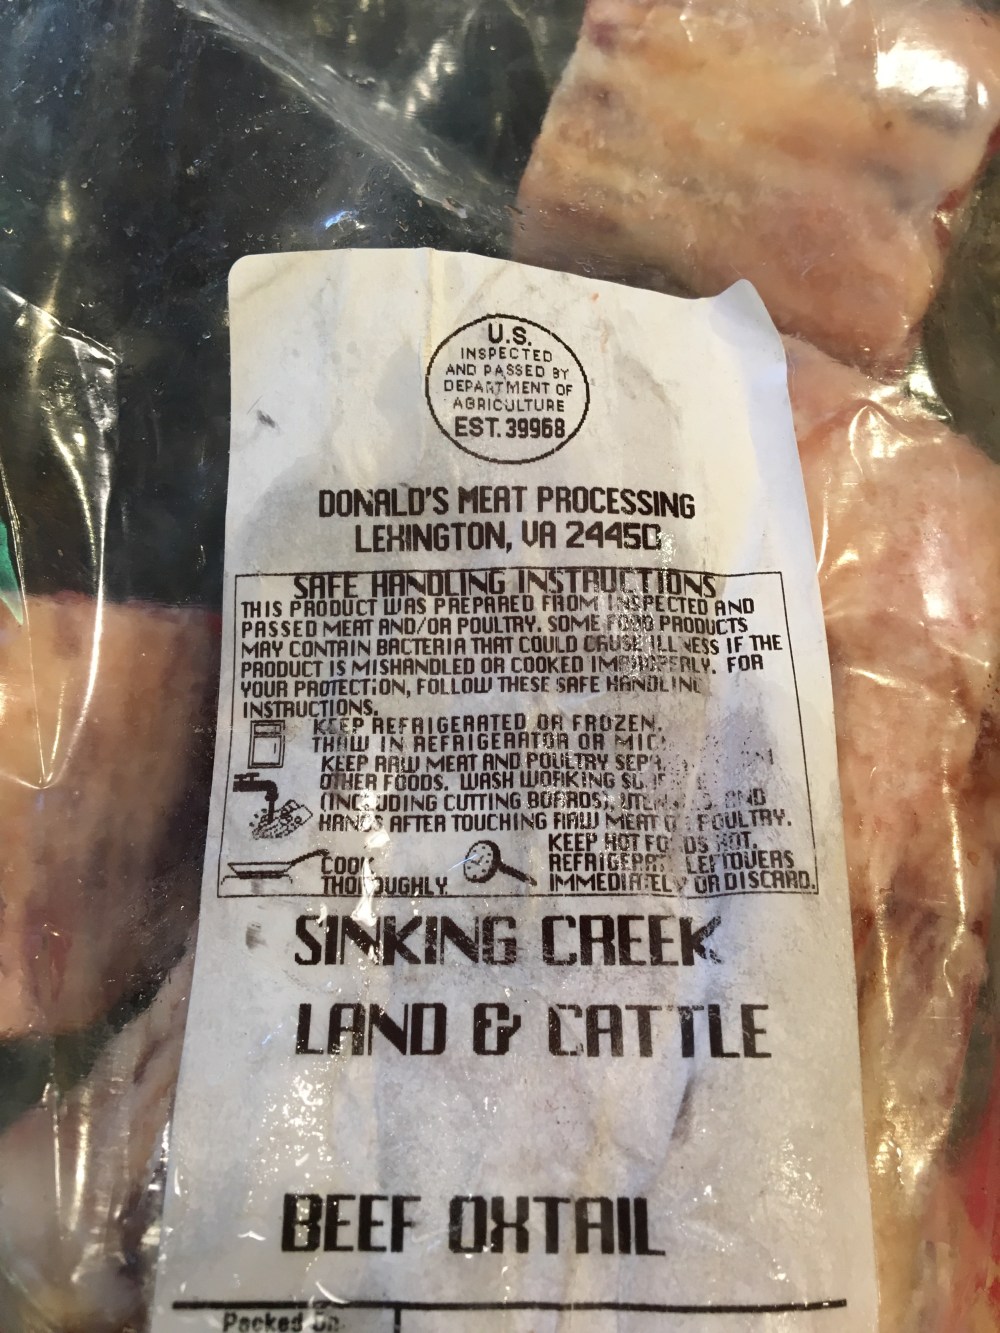 U.S.
INSPECTED
AND PASSED BY
DEPARTMENT OF
AGRICULTURE
EST. 39968
DONALD'S MEAT PROCESSING
LEXINGTON, VA 24450
SAFE HANDLING INSTRUCTIONS
THIS PRODUCT WAS PREPARED FROM INSPECTED AND
PASSED MEAT AND/OR POULTRY. SOME FOOD PRODUCTS
MAY CONTAIN BACTERIA THAT COULD CAUSE ILLNESS IF THE
PRODUCT IS MISHANDLED OR COOKED IMPROPERLY. FOR
YOUR PROTECTION, FOLLOW THESE SAFE HANDLING
INSTRUCTIONS.
KEEP REFRIGERATED OR FROZEN.
THAW IN REFRIGERATOR OR
KEEP RAW MEAT AND POULTRY
OTHER FOODS. WASH WORKING
(INCLUDING CUTTING BOARDS), AND
HANDS AFTER TOUCHING RAW MEAT OR POULTRY.
KEEP HOT FOODS HOT.
REFRIGERATE LEFTOVERS
IMMEDIATELY OR DISCARD.
COOK
THOROUGHLY.
SINKING CREEK
LAND & CATTLE
BEEF OXTAIL
Packed On